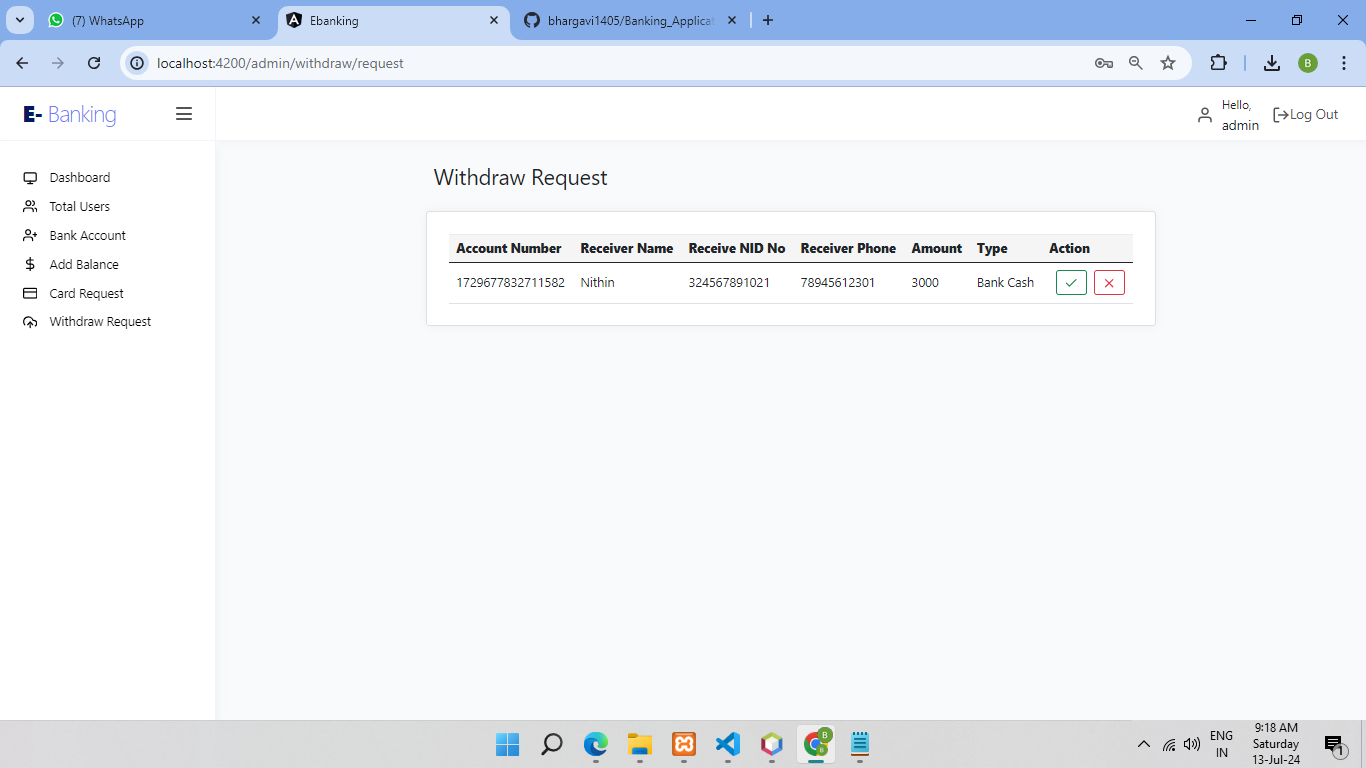 (7) WhatsApp
Ebanking
bhargavi1405/Banking_Applicat
localhost:4200/admin/withdraw/request
B
E- Banking
Hello,
admin
Log Out
Dashboard
Total Users
Bank Account
Add Balance
Card Request
Withdraw Request
Withdraw Request
Account Number Receiver Name Receive NID No Receiver Phone Amount Type Action
1729677832711582 Nithin 324567891021 78945612301 3000 Bank Cash
B
ENG
IN
9:18 AM
Saturday
13-Jul-24
1